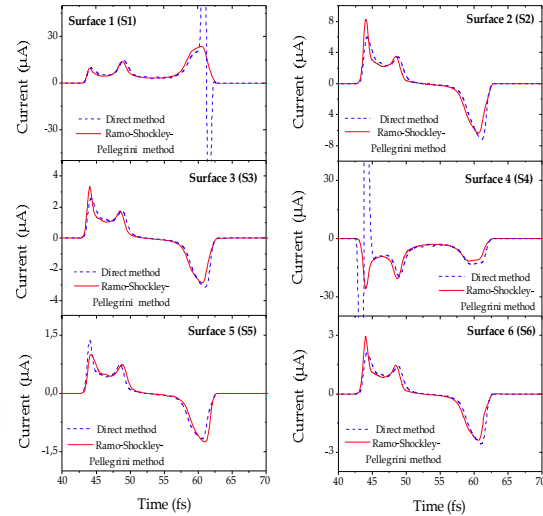 Surface 1 (S1)
Current (μA)
30
0
-30
Direct method
Ramo-Shockley-
Pellegrini method
Surface 2 (S2)
Current (μA)
8
4
0
-4
-8
Direct method
Ramo-Shockley-
Pellegrini method
Surface 3 (S3)
Current (μA)
4
2
0
-2
-4
Direct method
Ramo-Shockley-
Pellegrini method
Surface 4 (S4)
Current (μA)
30
0
-30
Direct method
Ramo-Shockley-
Pellegrini method
Surface 5 (S5)
Current (μA)
1,5
0,0
-1,5
Direct method
Ramo-Shockley-
Pellegrini method
40 45 50 55 60 65 70
Time (fs)
Surface 6 (S6)
Current (μA)
3
0
-3
Direct method
Ramo-Shockley-
Pellegrini method
40 45 50 55 60 65 70
Time (fs)